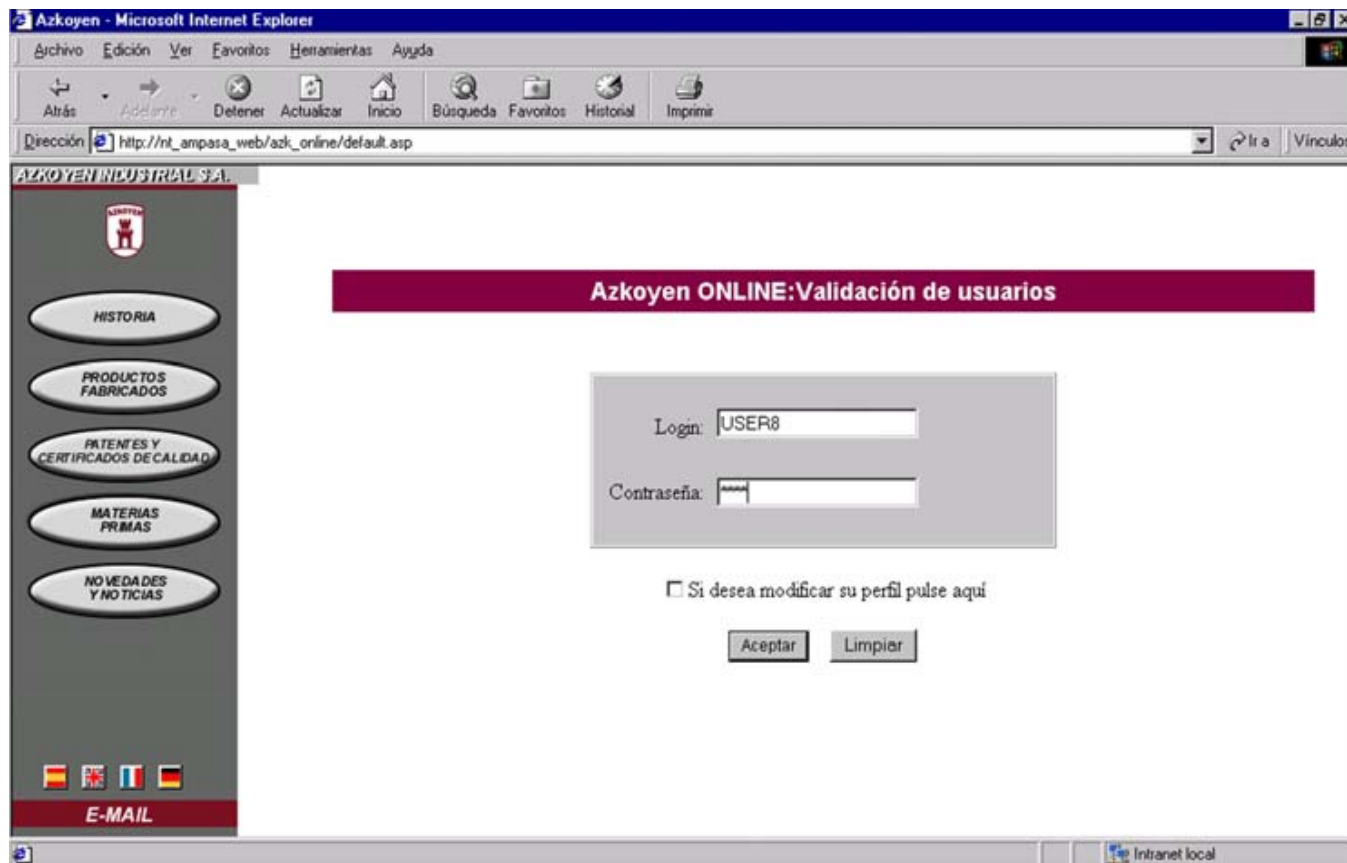 Azkoyen - Microsoft Internet Explorer
Archivo Edición Ver Favoritos Herramientas Ayuda
Atrás Adelante Detener Actualizar Inicio Búsqueda Favoritos Historial Imprimir
Dirección http://nt_ampasa_web/azk_online/default.asp Ir a Vínculos
AZKOYEN INDUSTRIAL S.A.
AZKOYEN
HISTORIA
PRODUCTOS
FABRICADOS
PATENTES Y
CERTIFICADOS DE CALIDAD
MATERIAS
PRIMAS
NOVEDADES
Y NOTICIAS
E-MAIL
Azkoyen ONLINE:Validación de usuarios
Login: USER8
Contraseña: ****
Si desea modificar su perfil pulse aquí
Aceptar Limpiar
Intranet local